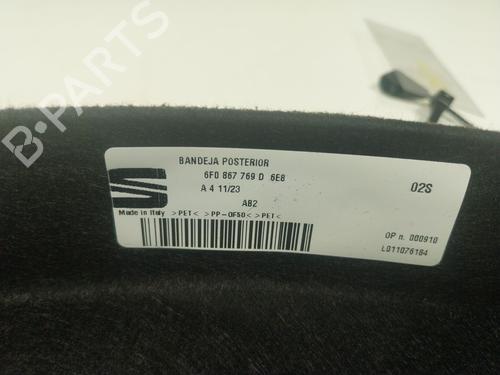 BANDEJA POSTERIOR
6F0 867 769 D 6E8
A 4 11/23
02S
AB2
Made in Italy >PET< >PP-GF50< >PET<
OP n. 000910
L011076184
B-PARTS